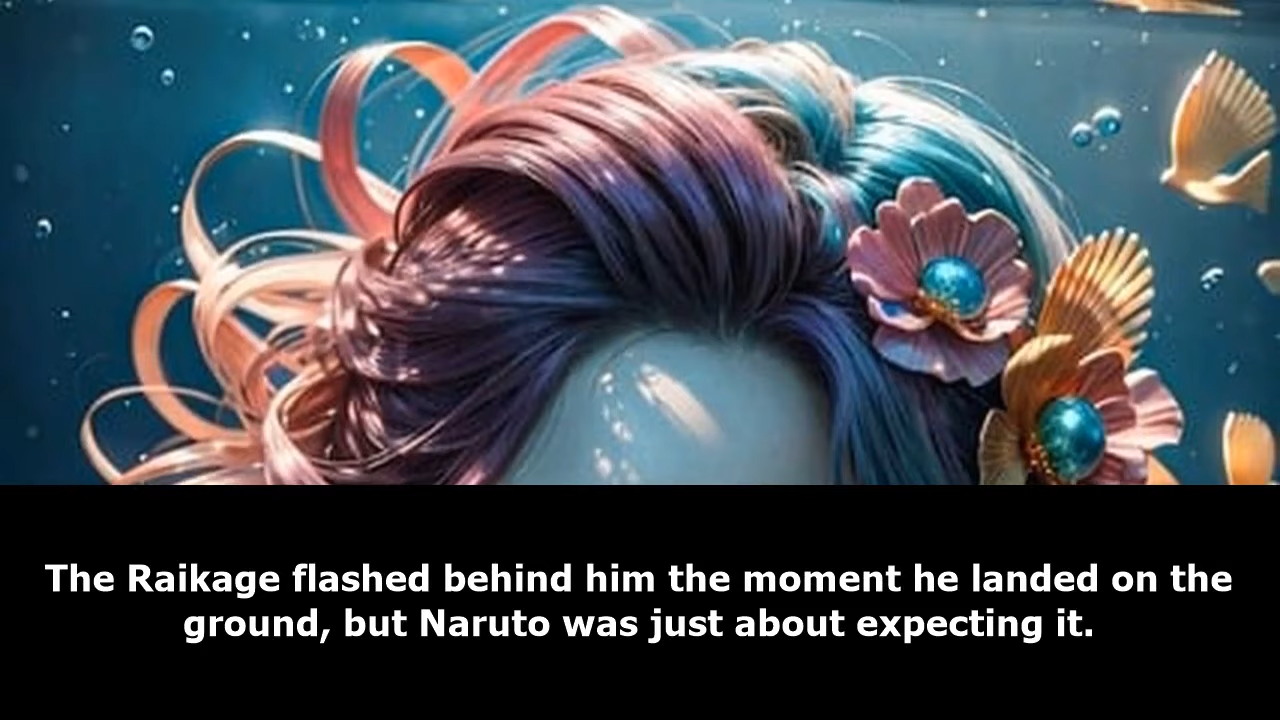 The Raikage flashed behind him the moment he landed on the
ground, but Naruto was just about expecting it.